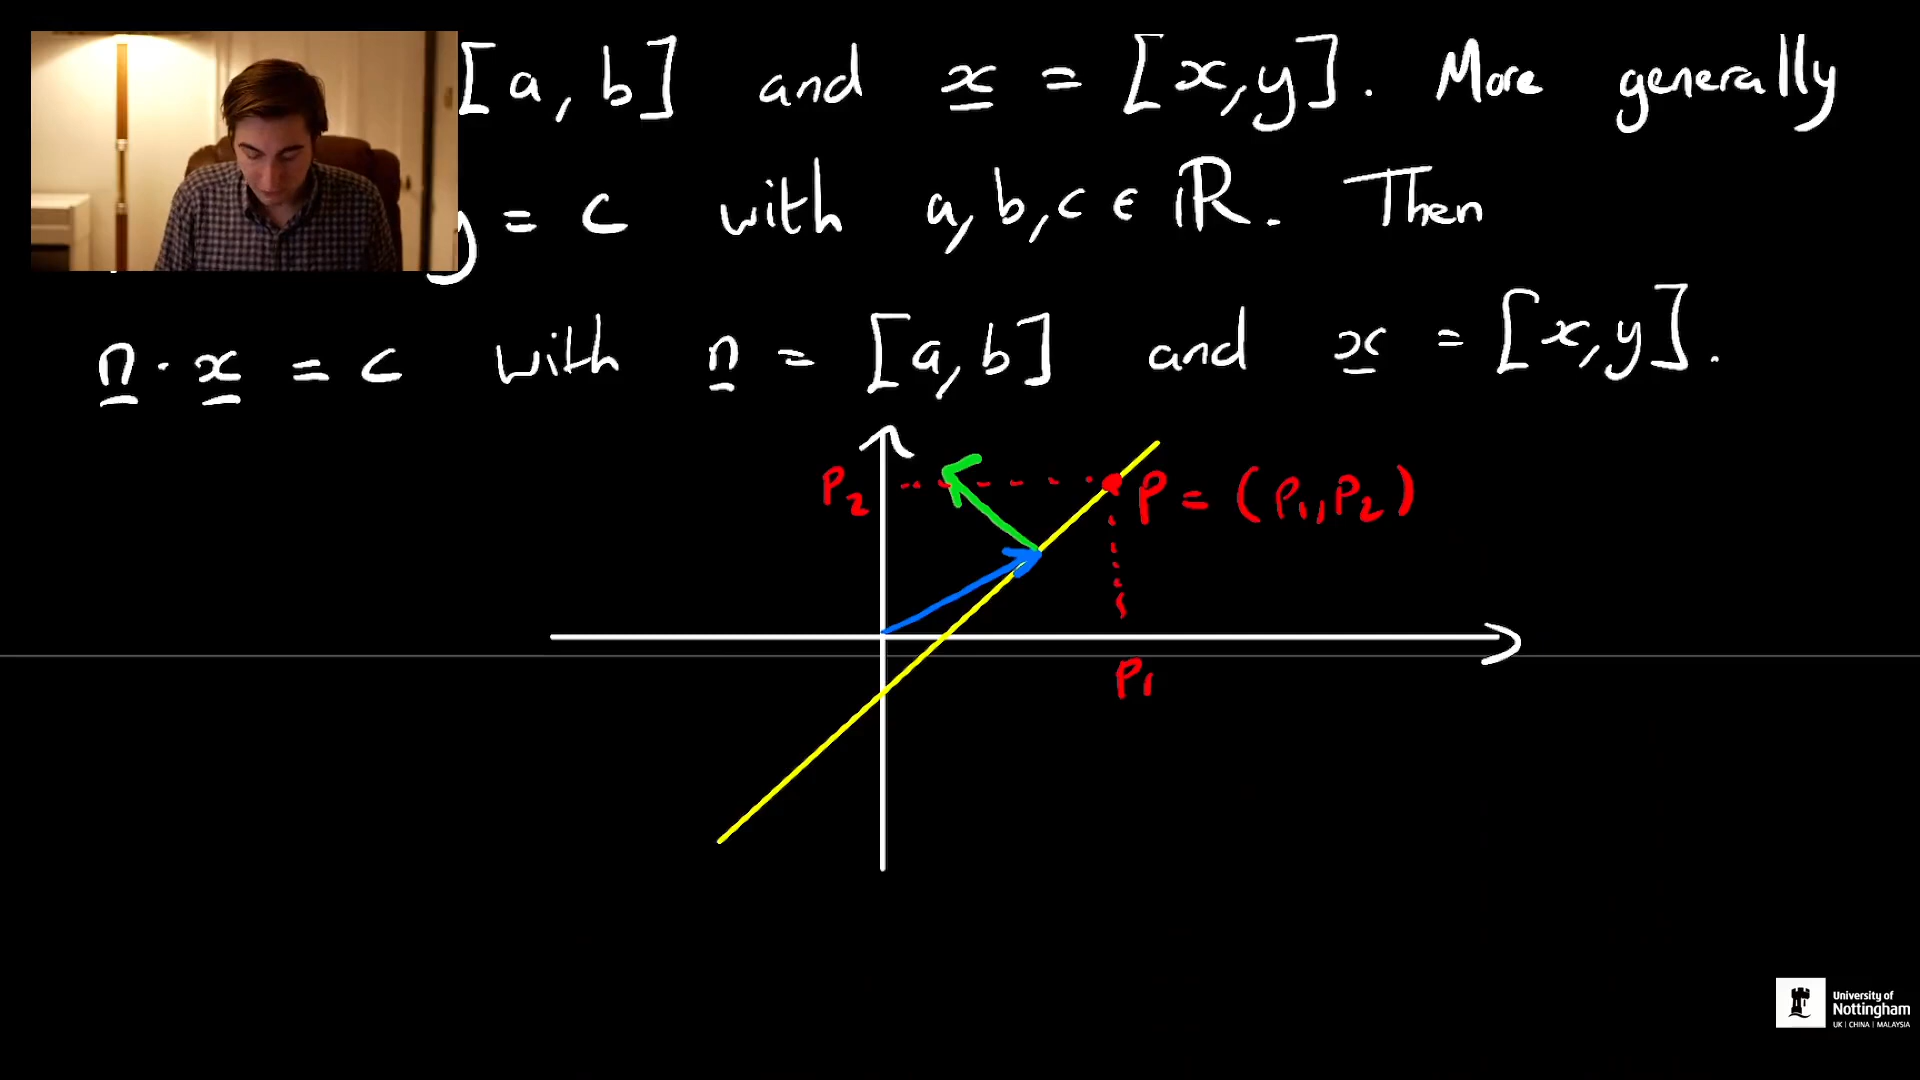 [a, b] and x = [x, y]. More generally
y = c with a, b, c ∈ ℝ. Then
n · x = c with n = [a, b] and x = [x, y].
P₂
P = (P₁, P₂)
P₁
University of
Nottingham
UK | CHINA | MALAYSIA